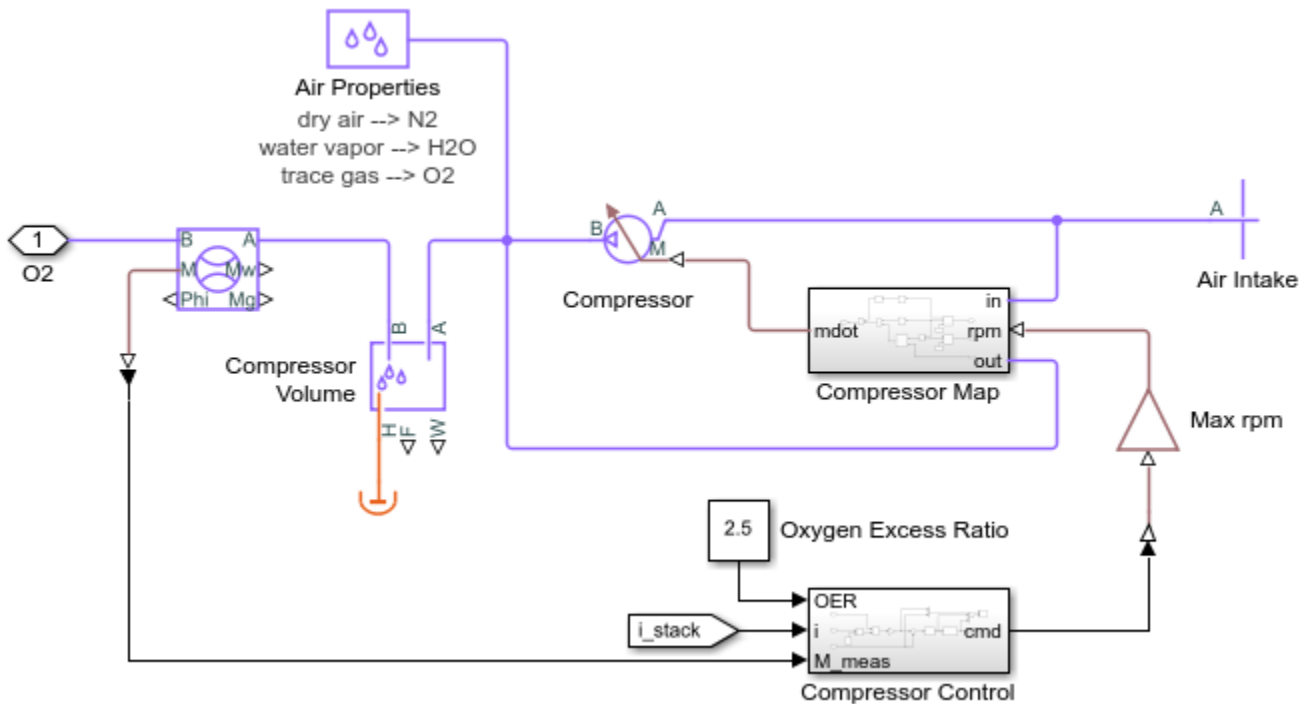 Air Properties
dry air --> N2
water vapor --> H2O
trace gas --> O2
1
O2
B
A
M
Mw
Phi
Mg
B
A
Compressor
Volume
H
F
W
B
A
M
Compressor
A
Air Intake
in
mdot
rpm
out
Compressor Map
Max rpm
2.5
Oxygen Excess Ratio
OER
i_stack
i
cmd
M_meas
Compressor Control